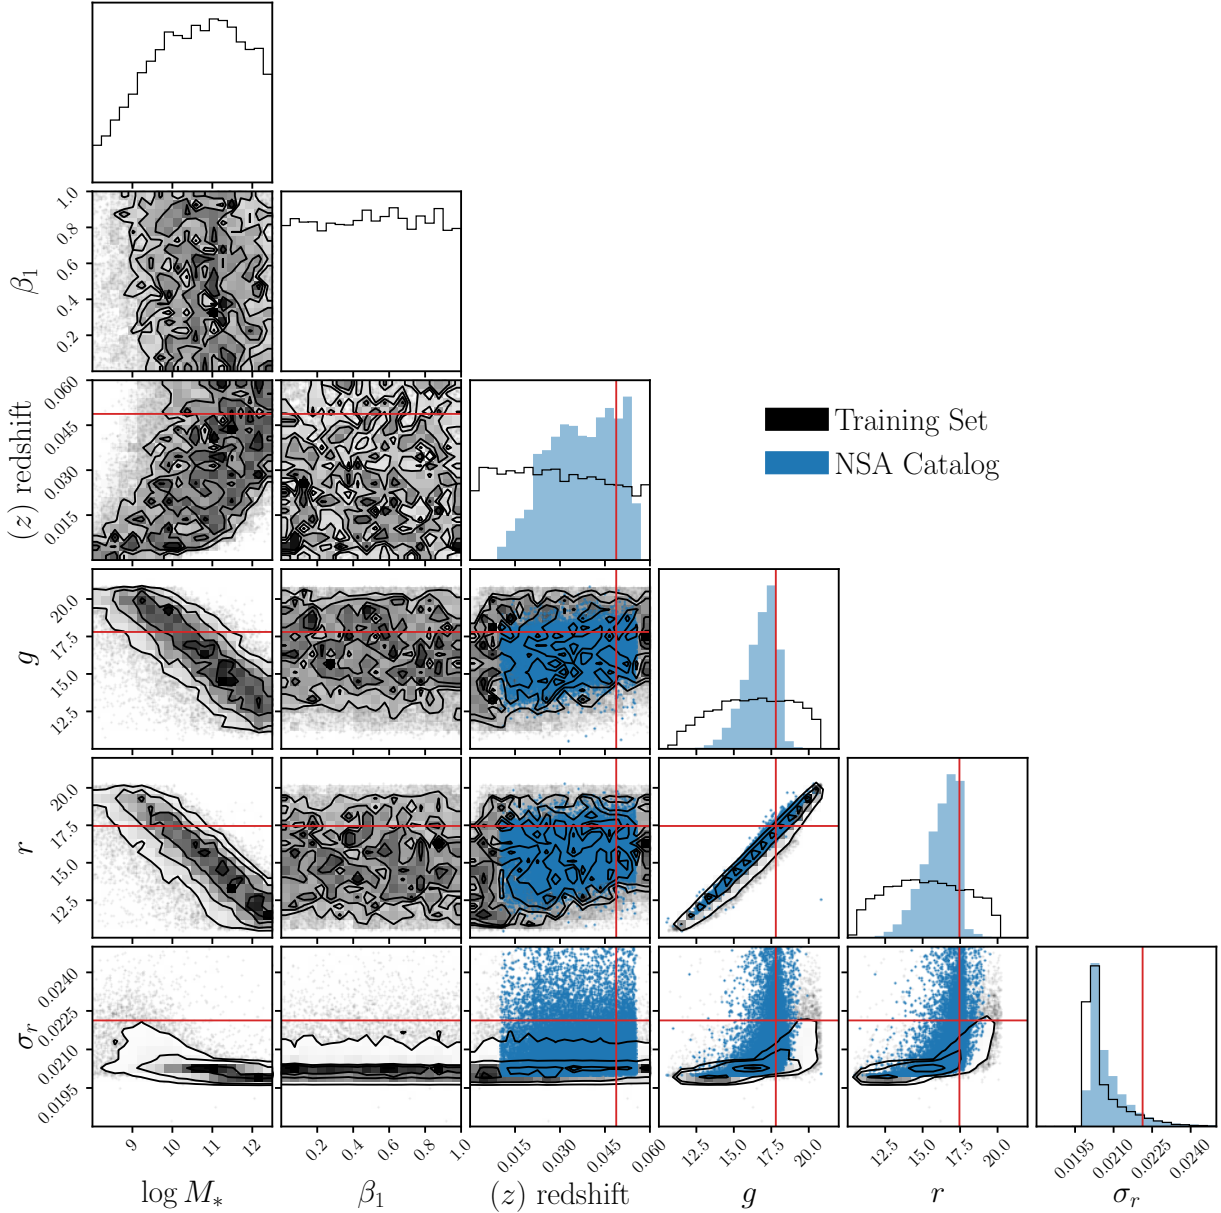 1.0
0.8
0.6
0.4
0.2
β₁
0.060
0.045
0.030
0.015
(z) redshift
Training Set
NSA Catalog
20.0
17.5
15.0
12.5
g
20.0
17.5
15.0
12.5
r
0.0240
0.0225
0.0210
0.0195
σᵣ
9 10 11 12
0.2 0.4 0.6 0.8 1.0
0 0.015 0.030 0.045 0.060
12.5 15.0 17.5 20.0
12.5 15.0 17.5 20.0
0.0195 0.0210 0.0225 0.0240
log M* β₁ (z) redshift g r σᵣ